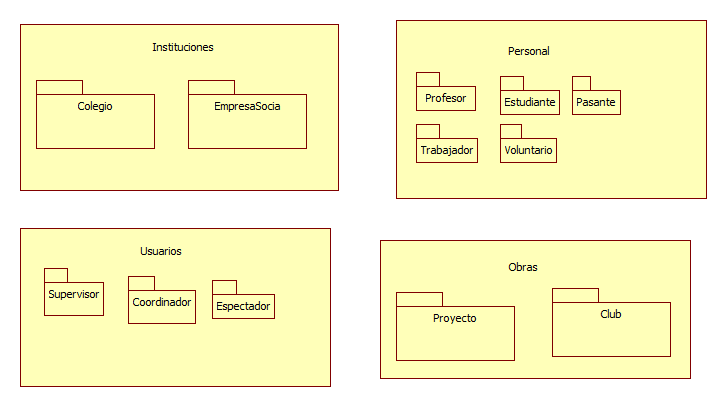 Instituciones
Colegio
EmpresaSocia
Personal
Profesor
Estudiante
Pasante
Trabajador
Voluntario
Usuarios
Supervisor
Coordinador
Espectador
Obras
Proyecto
Club